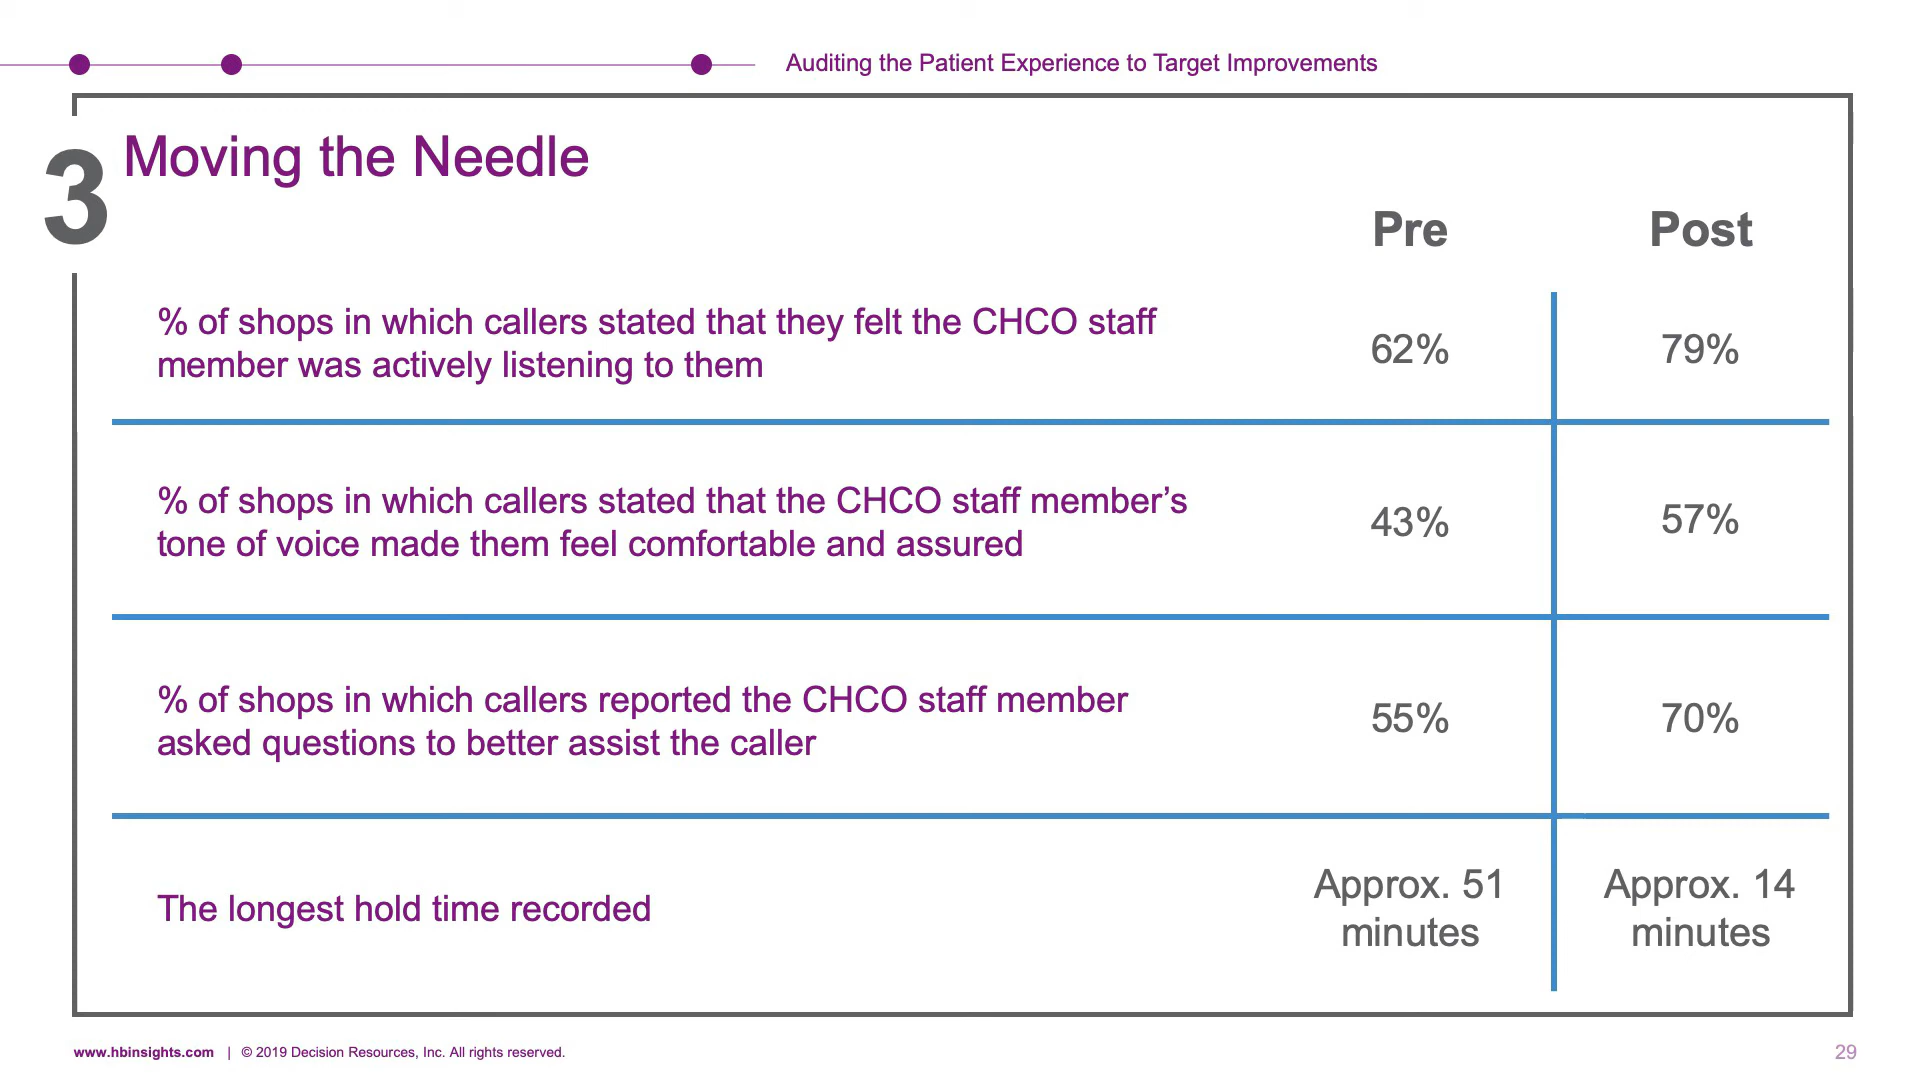 Auditing the Patient Experience to Target Improvements
3
Moving the Needle
Pre
Post
% of shops in which callers stated that they felt the CHCO staff
member was actively listening to them
62%
79%
% of shops in which callers stated that the CHCO staff member’s
tone of voice made them feel comfortable and assured
43%
57%
% of shops in which callers reported the CHCO staff member
asked questions to better assist the caller
55%
70%
The longest hold time recorded
Approx. 51
minutes
Approx. 14
minutes
www.hbinsights.com | © 2019 Decision Resources, Inc. All rights reserved.
29